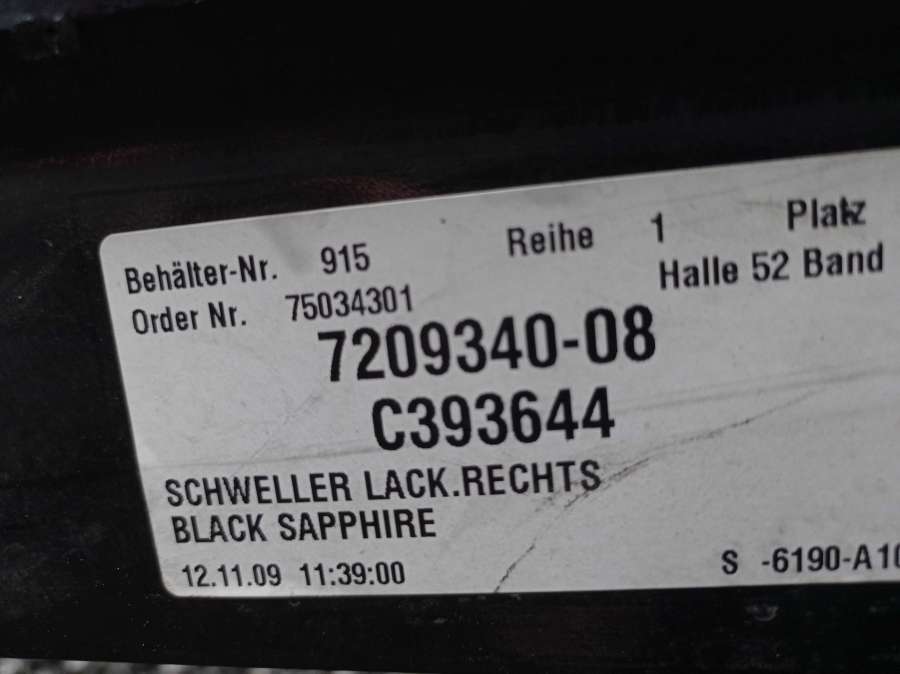 Behälter-Nr. 915 Reihe 1 Platz
Order Nr. 75034301 Halle 52 Band
7209340-08
C393644
SCHWELLER LACK.RECHTS
BLACK SAPPHIRE
12.11.09 11:39:00 S -6190-A10